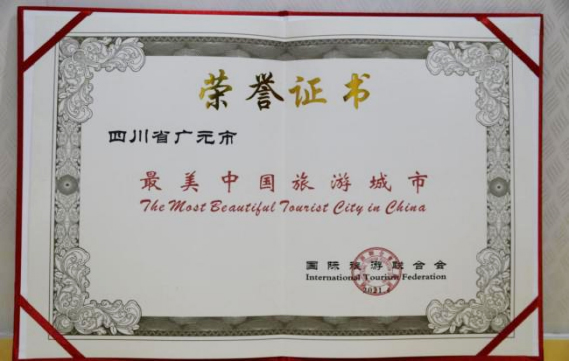 荣誉证书
四川省广元市
最美中国旅游城市
The Most Beautiful Tourist City in China
国际旅游联合会
International Tourism Federation